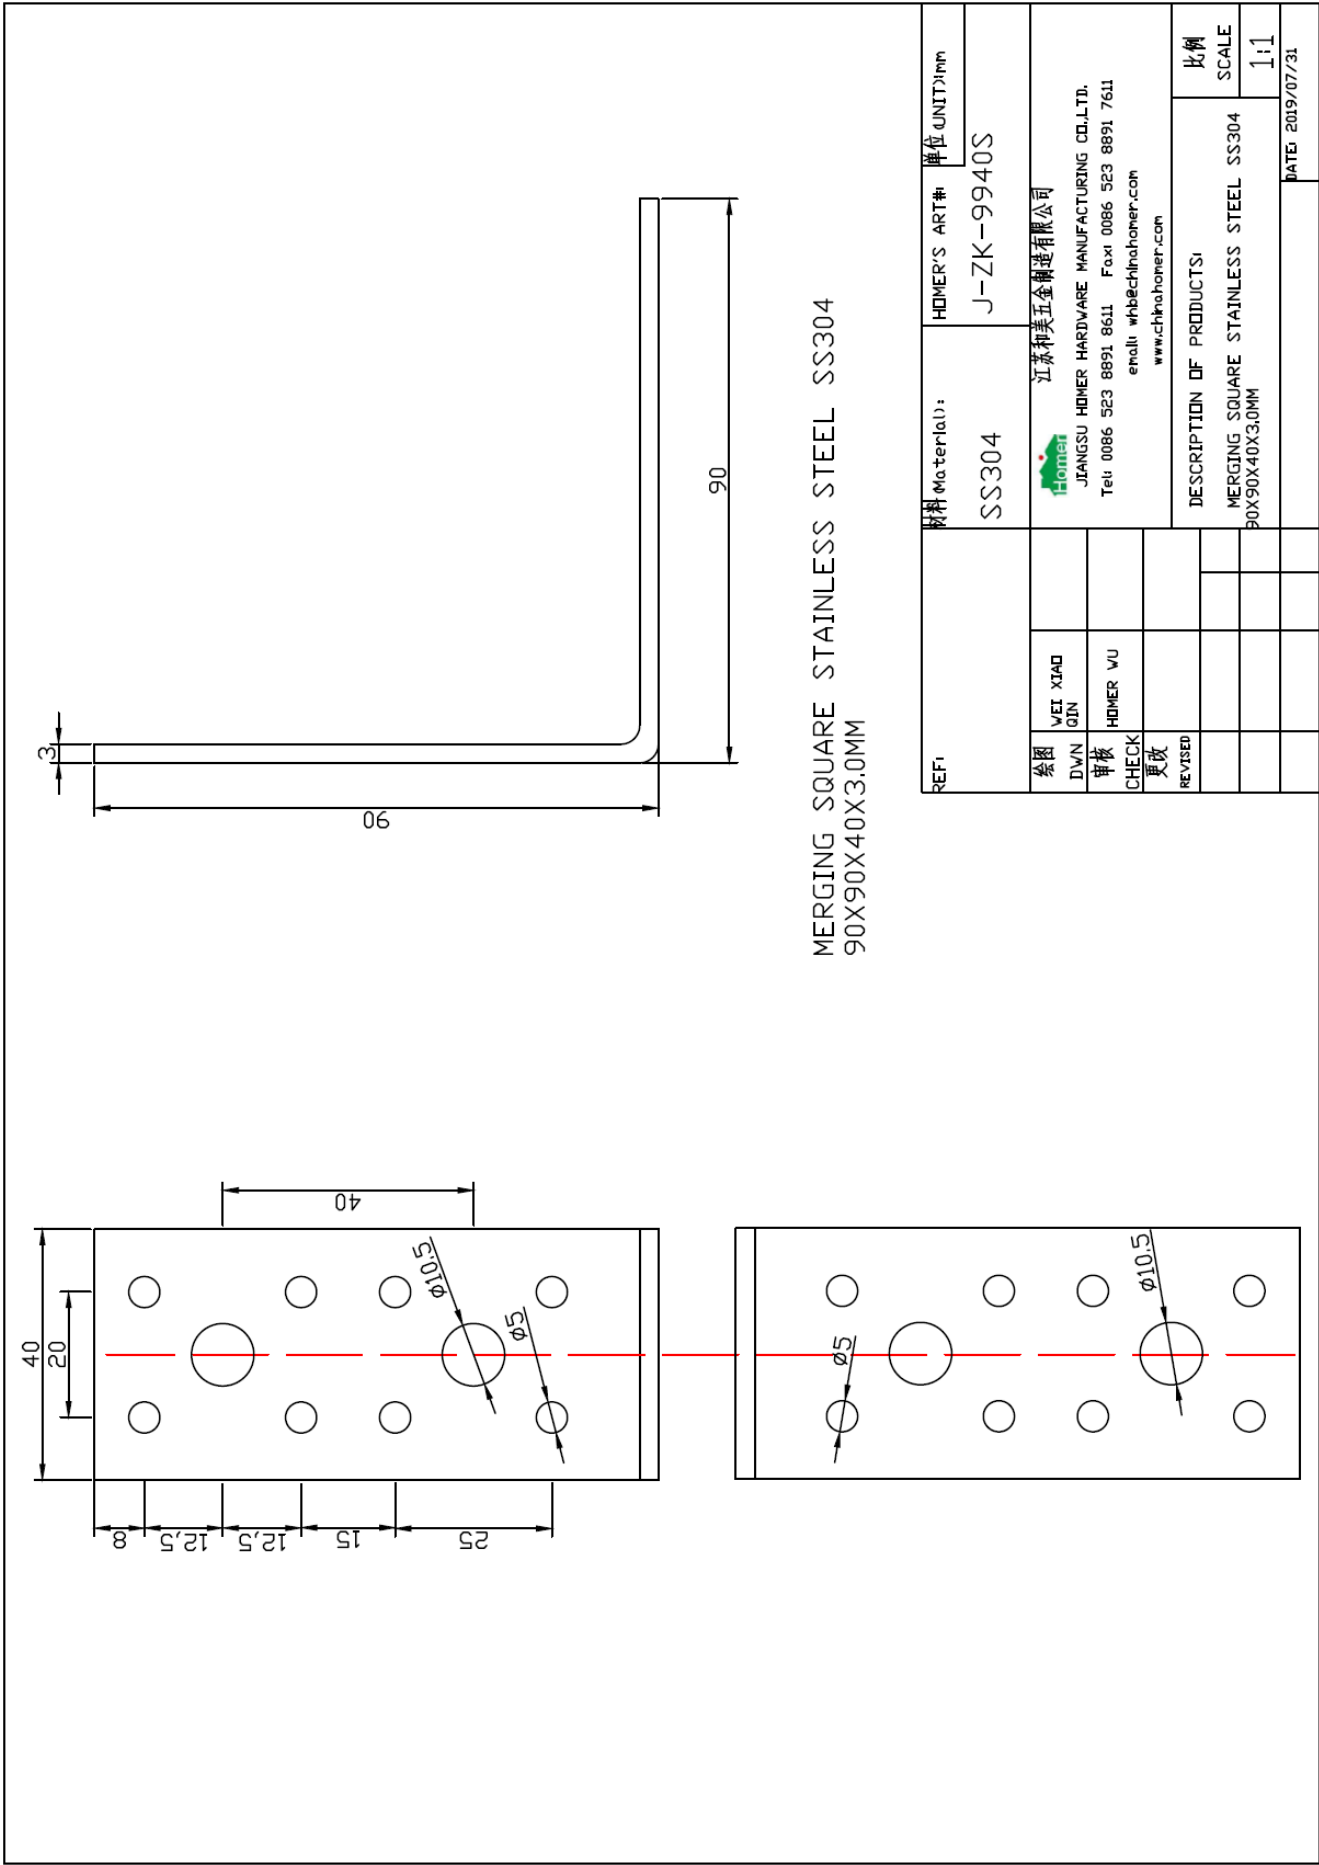 3
90
90
MERGING SQUARE STAINLESS STEEL SS304
90X90X40X3.0MM
40
20
8
12,5
12,5
15
25
40
Ø10,5
Ø5
Ø5
Ø10.5
REF:
材料(Material):
SS304
HOMER'S ART#:
J-ZK-9940S
单位(UNIT):mm
绘图
DWN
WEI XIAO
QIN
审核
CHECK
HOMER WU
更改
REVISED
Homer
江苏和美五金制造有限公司
JIANGSU HOMER HARDWARE MANUFACTURING CO.,LTD.
Tel: 0086 523 8891 8611 Fax: 0086 523 8891 7611
email: whb@chinahomer.com
www.chinahomer.com
DESCRIPTION OF PRODUCTS:
MERGING SQUARE STAINLESS STEEL SS304
90X90X40X3.0MM
比例
SCALE
1:1
DATE: 2019/07/31